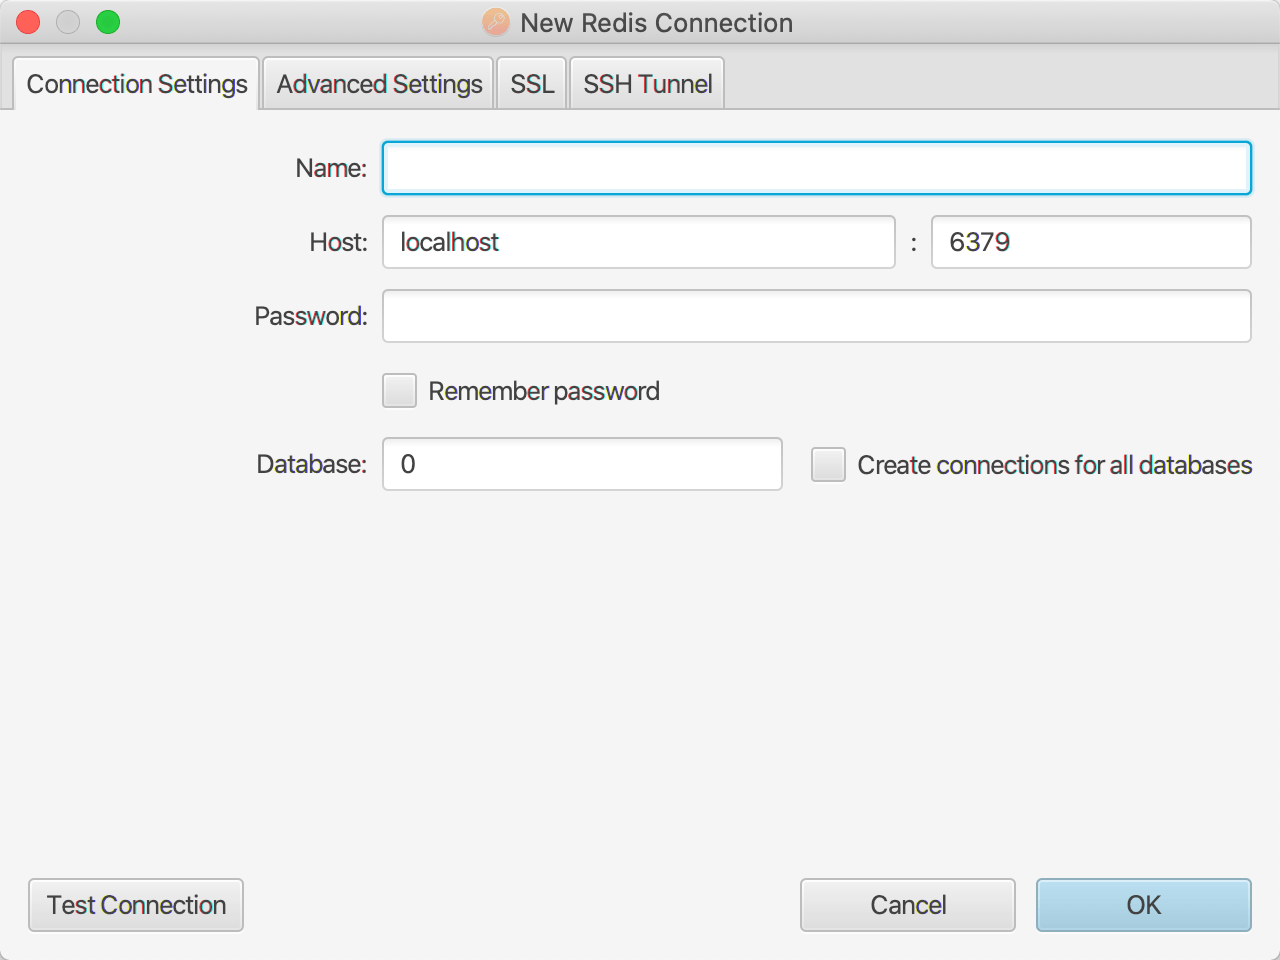 New Redis Connection
Connection Settings Advanced Settings SSL SSH Tunnel
Name:
Host: localhost : 6379
Password:
Remember password
Database: 0 Create connections for all databases
Test Connection Cancel OK